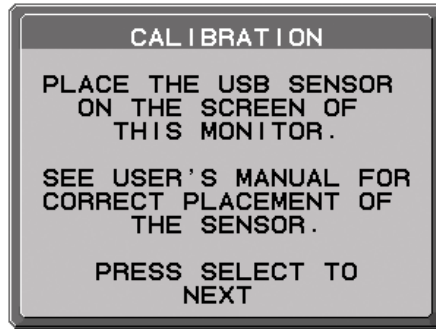 CALIBRATION
PLACE THE USB SENSOR
ON THE SCREEN OF
THIS MONITOR.
SEE USER'S MANUAL FOR
CORRECT PLACEMENT OF
THE SENSOR.
PRESS SELECT TO
NEXT